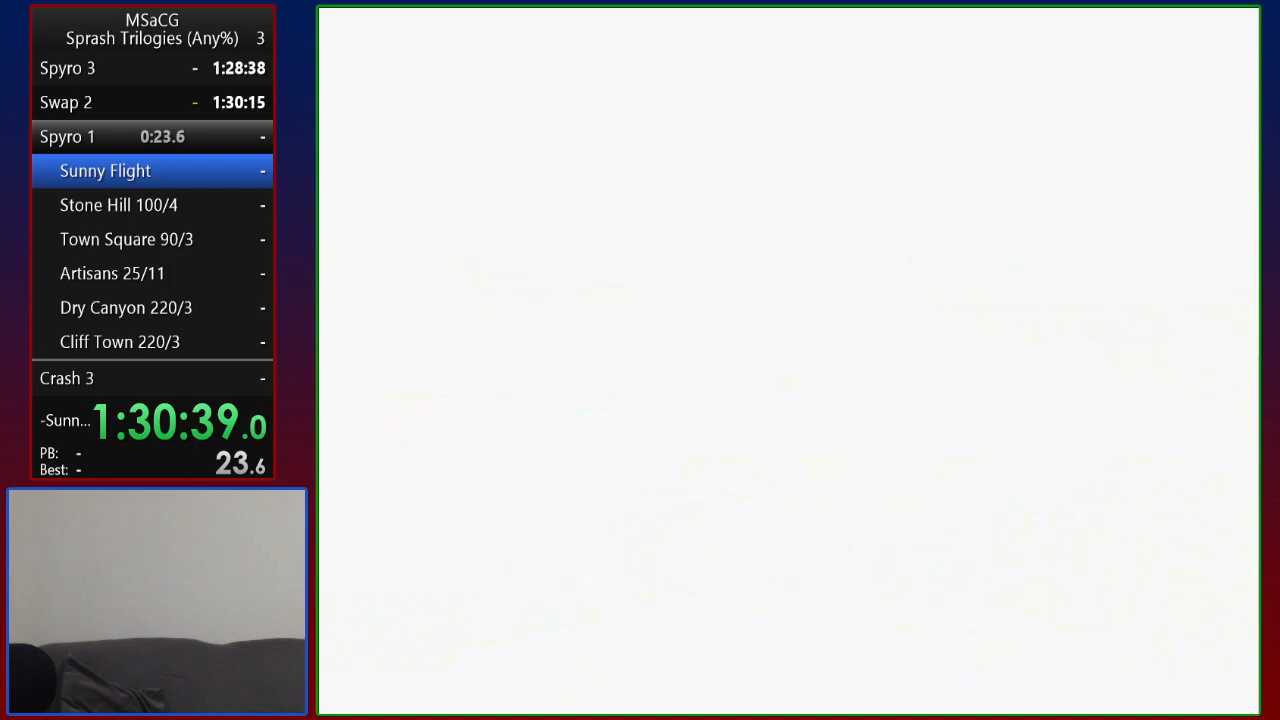 MSaCG
Sprash Trilogies (Any%) 3
Spyro 3 - 1:28:38
Swap 2 - 1:30:15
Spyro 1 0:23.6 -
Sunny Flight -
Stone Hill 100/4 -
Town Square 90/3 -
Artisans 25/11 -
Dry Canyon 220/3 -
Cliff Town 220/3 -
Crash 3 -
-Sunn... 1:30:39.0
PB: -
Best: - 23.6